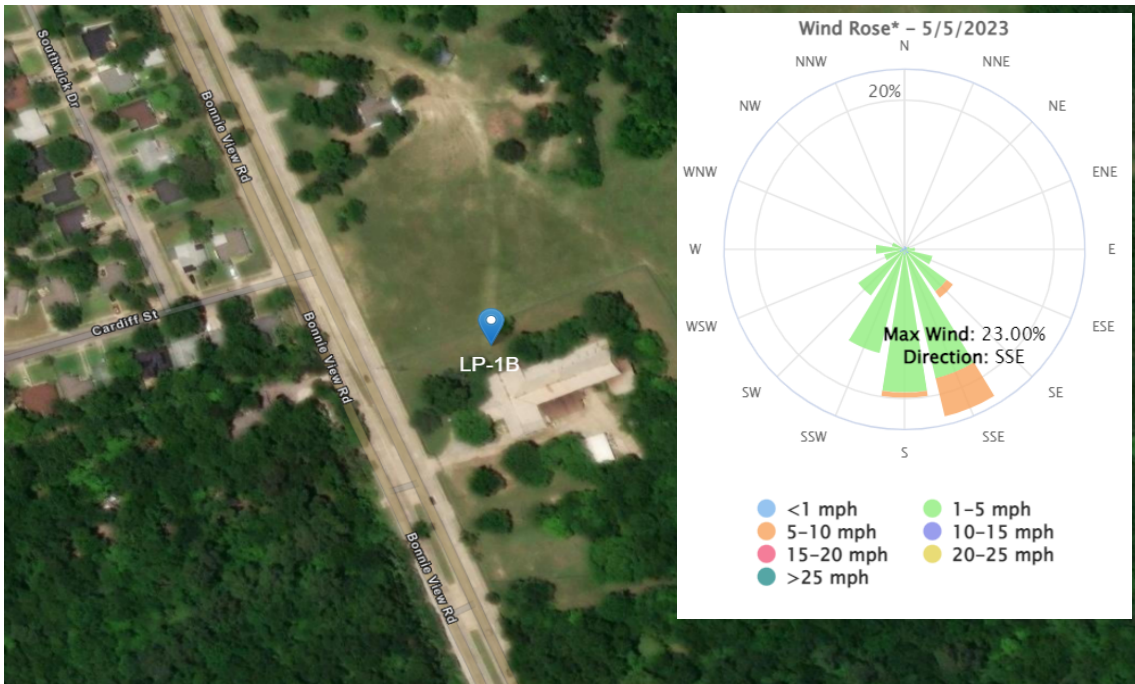 Southwick Dr
Bonnie View Rd
Cardiff St
Bonnie View Rd
LP-1B
Bonnie View Rd
Wind Rose* – 5/5/2023
N
NNW
NNE
20%
NW
NE
WNW
ENE
W
E
WSW
ESE
Max Wind: 23.00%
Direction: SSE
SW
SE
SSW
SSE
S
<1 mph
1–5 mph
5–10 mph
10–15 mph
15–20 mph
20–25 mph
>25 mph